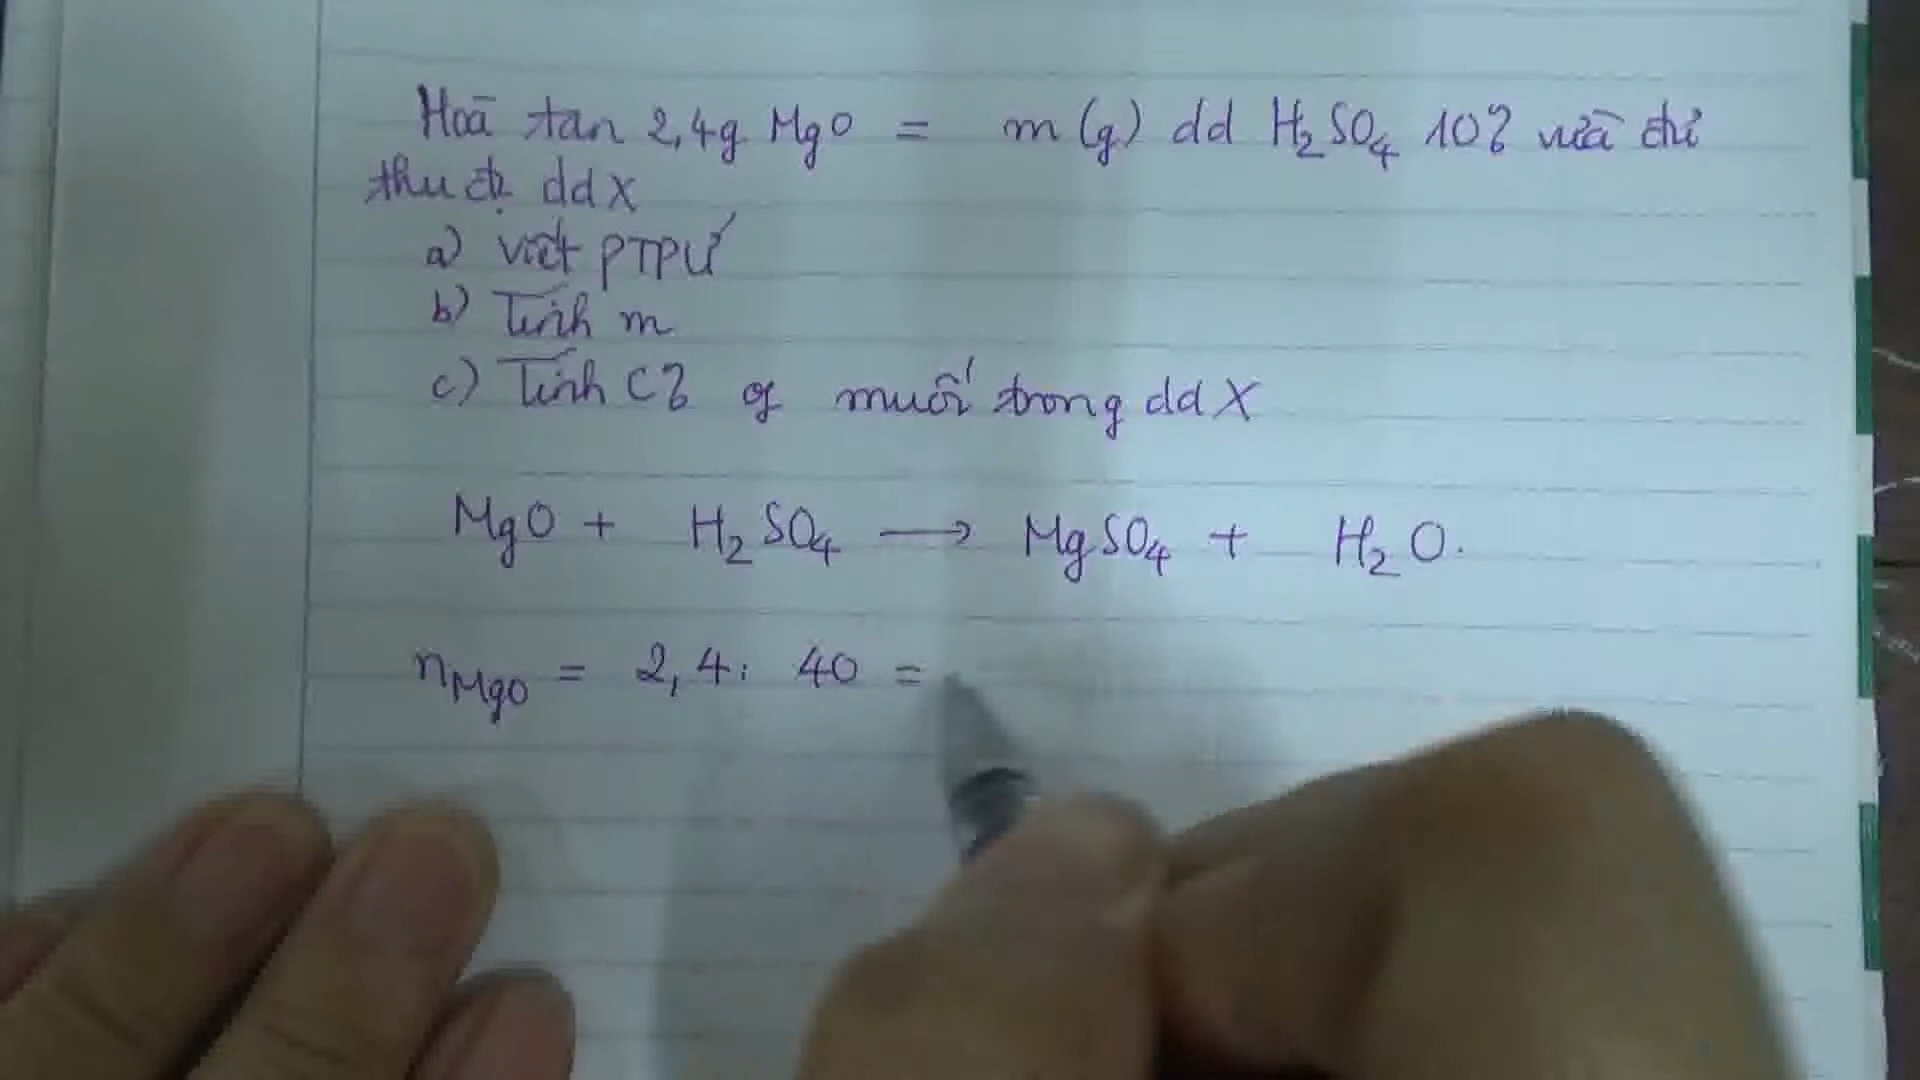 Hoà tan 2,4g MgO = m (g) dd H₂SO₄ 10% vừa đủ
thu đc dd X
a) viết PTPƯ
b) Tính m
c) Tính C% of muối trong dd X
MgO + H₂SO₄ → MgSO₄ + H₂O.
nMgO = 2,4 : 40 =